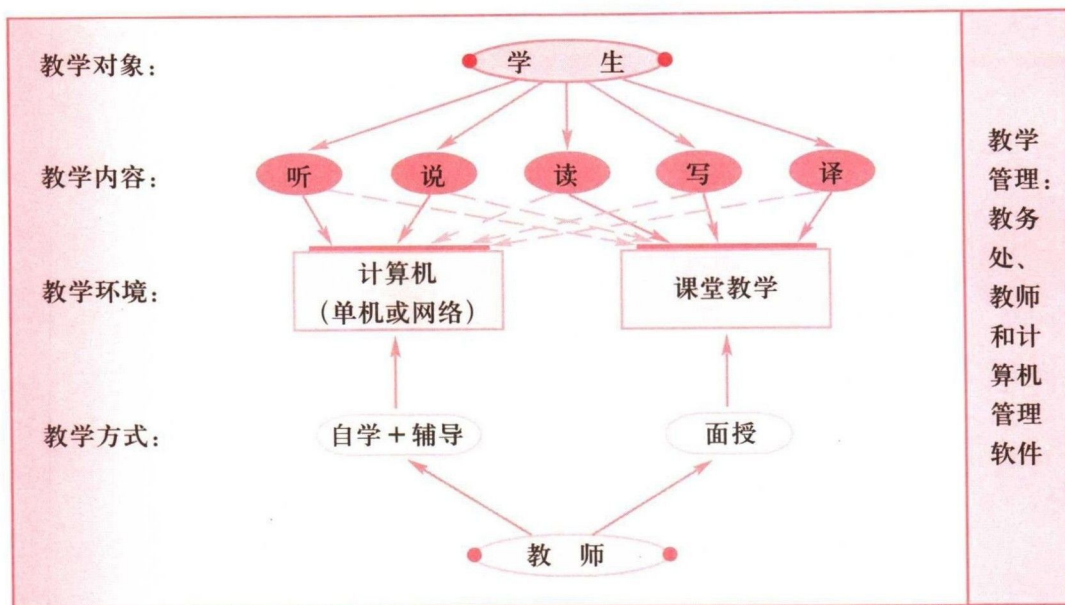 教学对象：
学 生
教学内容：
听 说 读 写 译
教学环境：
计算机
（单机或网络）
课堂教学
教学方式：
自学＋辅导
面授
教 师
教学
管理：
教务
处、
教师
和计
算机
管理
软件